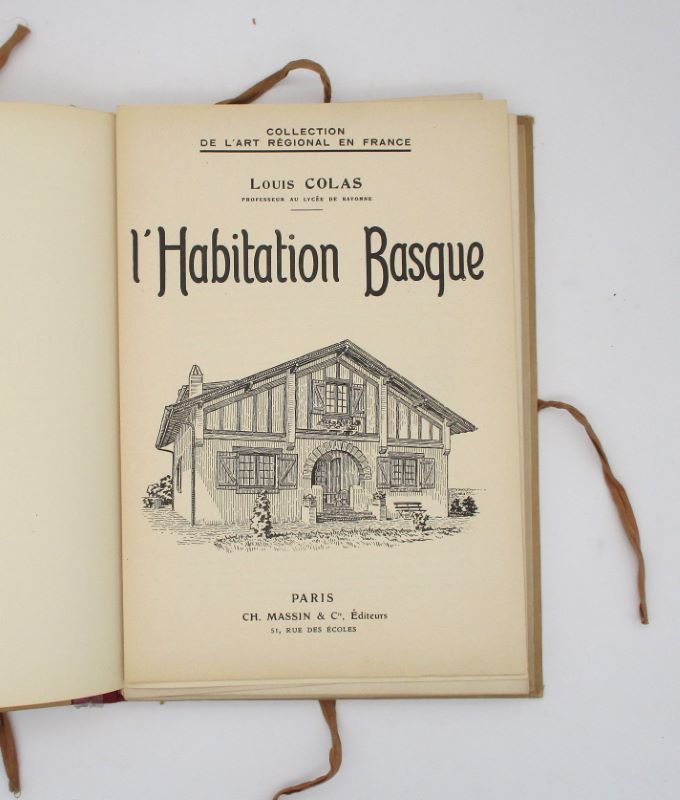 COLLECTION
DE L'ART RÉGIONAL EN FRANCE
LOUIS COLAS
PROFESSEUR AU LYCÉE DE BAYONNE
l'Habitation Basque
PARIS
CH. MASSIN & Cie, Éditeurs
51, RUE DES ÉCOLES